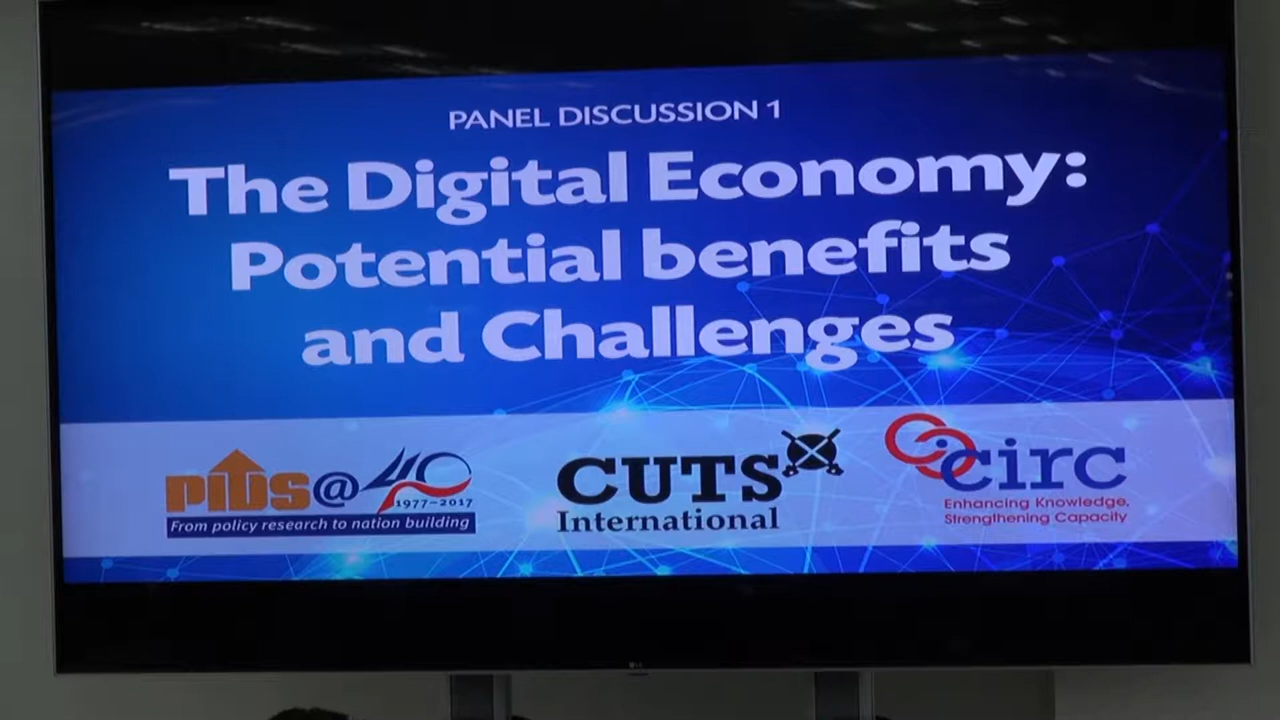 PANEL DISCUSSION 1
The Digital Economy:
Potential benefits
and Challenges
PIDS@40
1977–2017
From policy research to nation building
CUTS
International
circ
Enhancing Knowledge,
Strengthening Capacity
LG